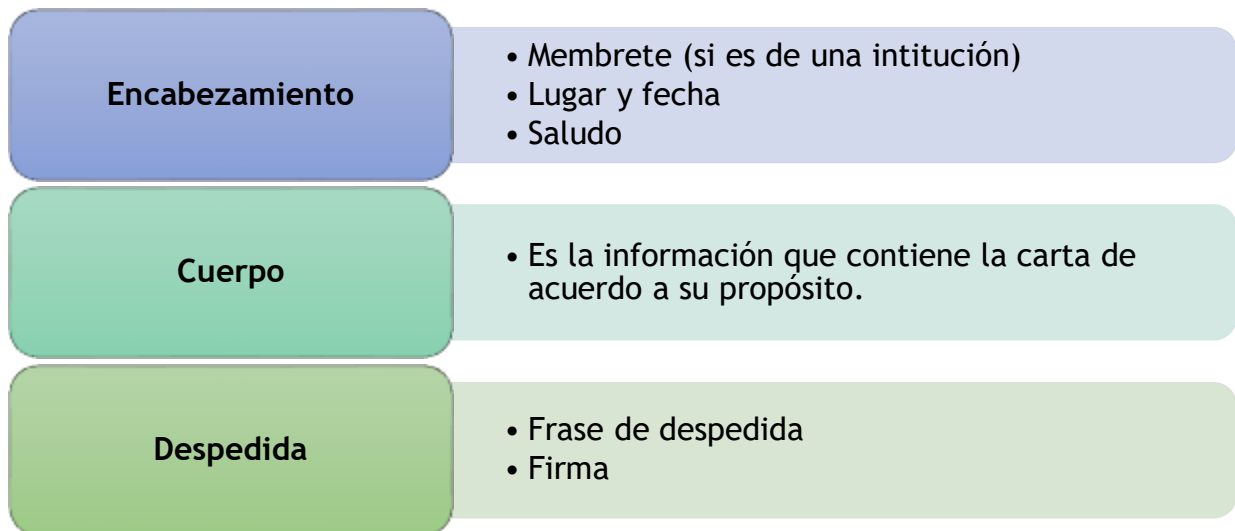 Encabezamiento
• Membrete (si es de una intitución)
• Lugar y fecha
• Saludo
Cuerpo
• Es la información que contiene la carta de
acuerdo a su propósito.
Despedida
• Frase de despedida
• Firma